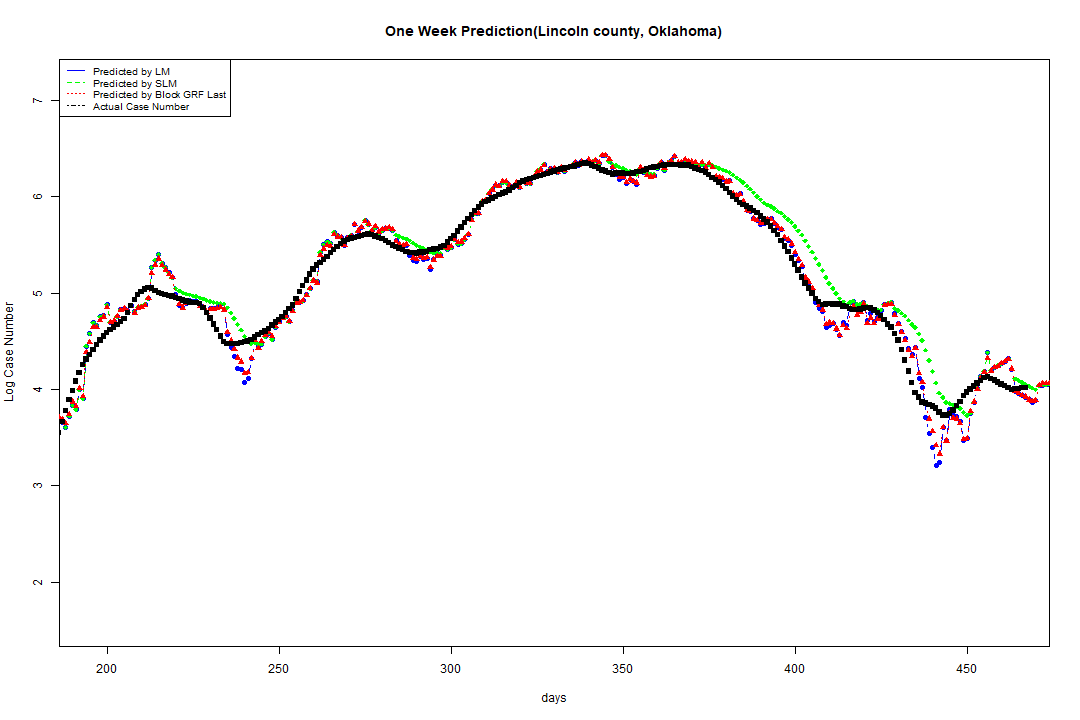 One Week Prediction(Lincoln county, Oklahoma)
Predicted by LM
Predicted by SLM
Predicted by Block GRF Last
Actual Case Number
Log Case Number
7
6
5
4
3
2
200 250 300 350 400 450
days